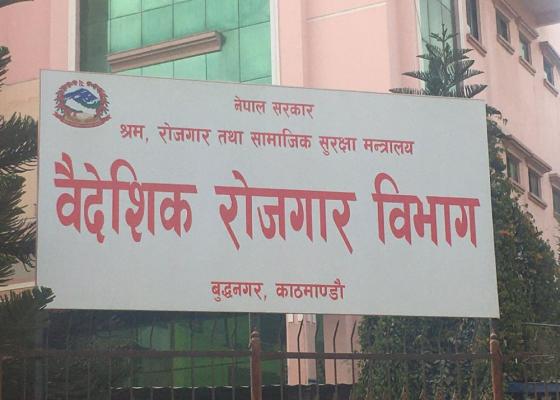 नेपाल सरकार
श्रम, रोजगार तथा सामाजिक सुरक्षा मन्त्रालय
वैदेशिक रोजगार विभाग
बुद्धनगर, काठमाण्डौ